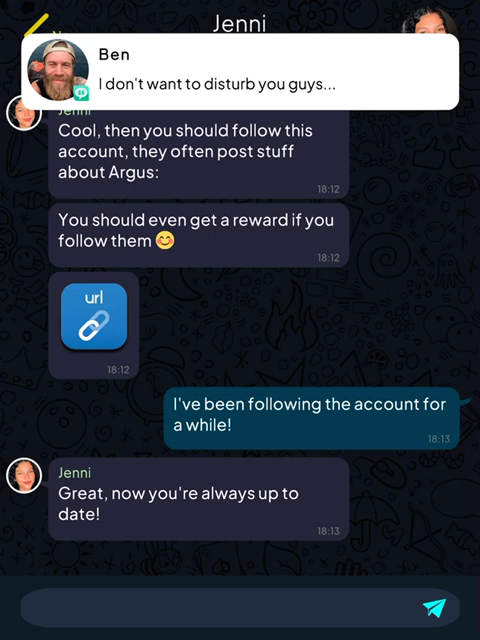 Jenni
Ben
I don't want to disturb you guys...
Jenni
Cool, then you should follow this
account, they often post stuff
about Argus:
18:12
You should even get a reward if you
follow them 😊
18:12
url
18:12
I've been following the account for
a while!
18:13
Jenni
Great, now you're always up to
date!
18:13